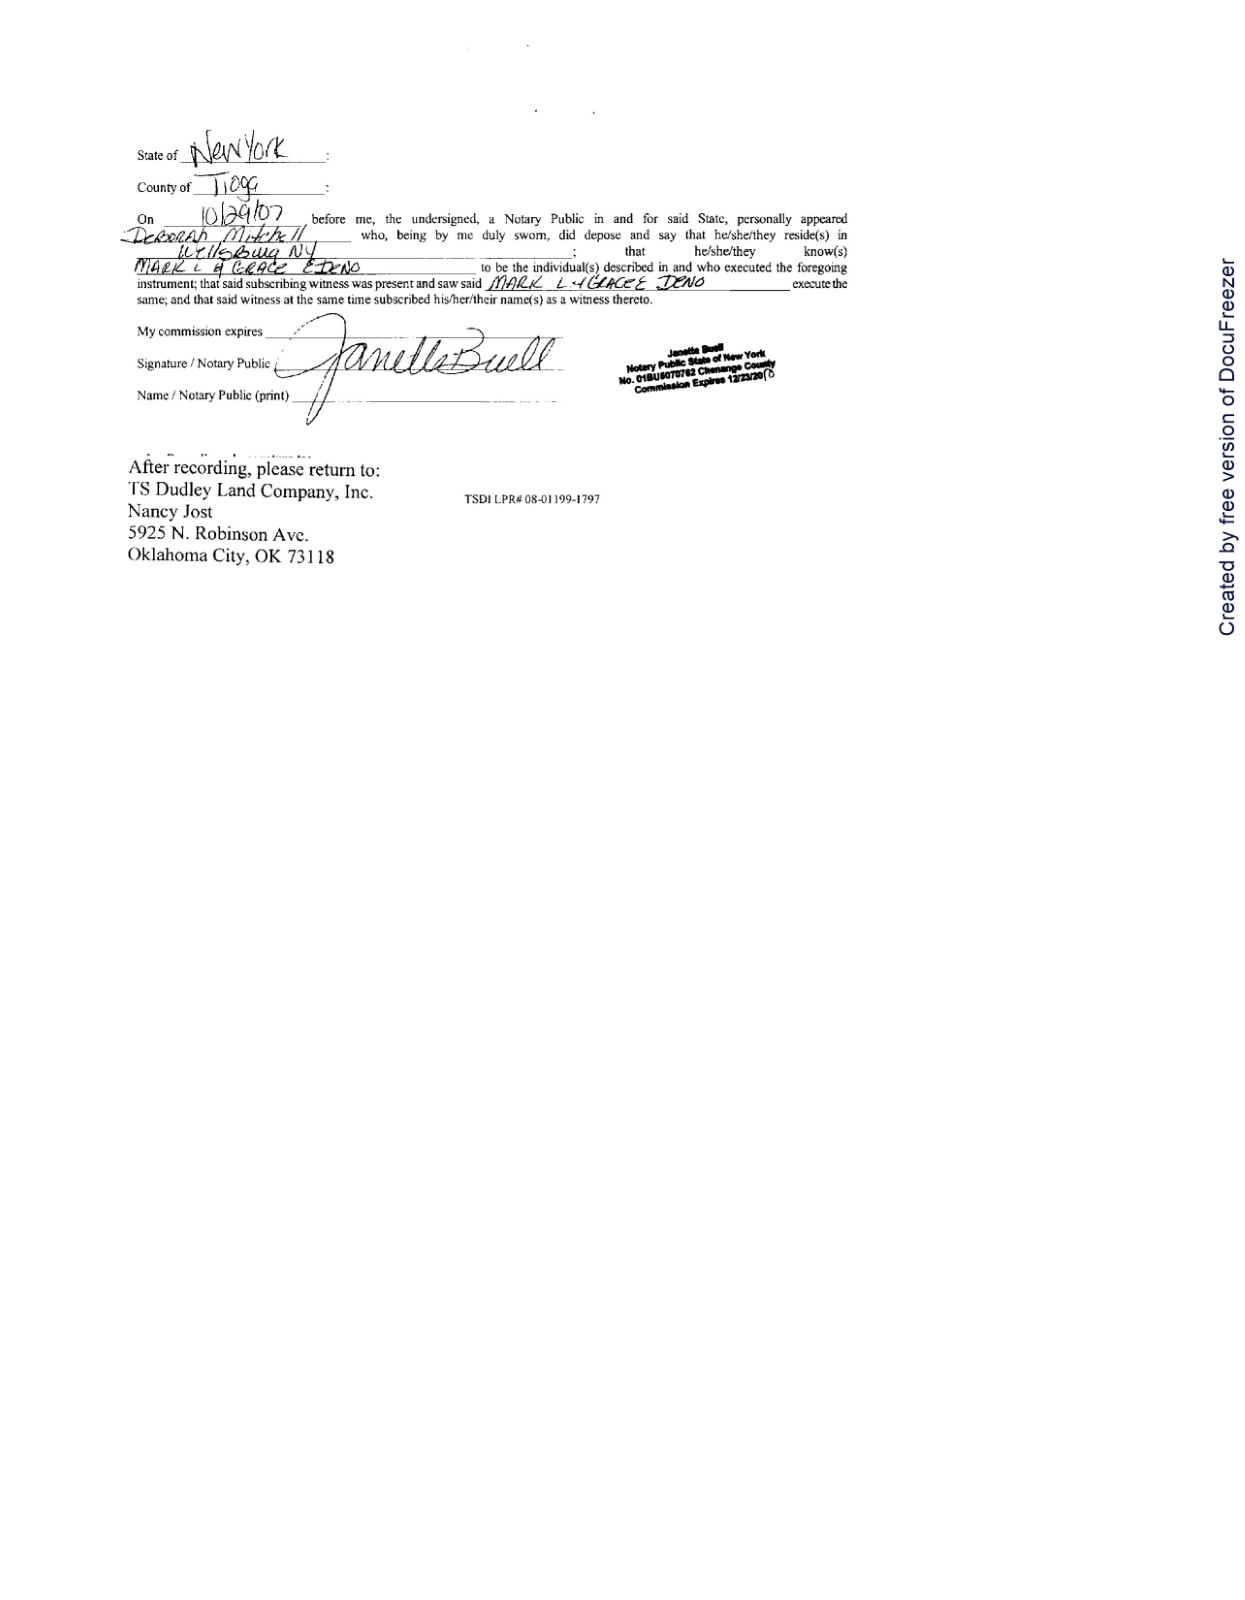 State of New York :
County of Tioga :
On 10/29/07 before me, the undersigned, a Notary Public in and for said State, personally appeared
Deborah Mitchell who, being by me duly sworn, did depose and say that he/she/they reside(s) in
Wellsburg NY ; that he/she/they know(s)
MARK L & GRACE E DENO to be the individual(s) described in and who executed the foregoing
instrument; that said subscribing witness was present and saw said MARK L & GRACE E DENO execute the
same; and that said witness at the same time subscribed his/her/their name(s) as a witness thereto.
My commission expires
Signature / Notary Public Janette Buell
Name / Notary Public (print)
Janette Buell
Notary Public State of New York
No. 01BU6070762 Chenango County
Commission Expires 12/23/2010
After recording, please return to:
TS Dudley Land Company, Inc.
Nancy Jost
5925 N. Robinson Ave.
Oklahoma City, OK 73118
TSDI LPR# 08-01199-1797
Created by free version of DocuFreezer